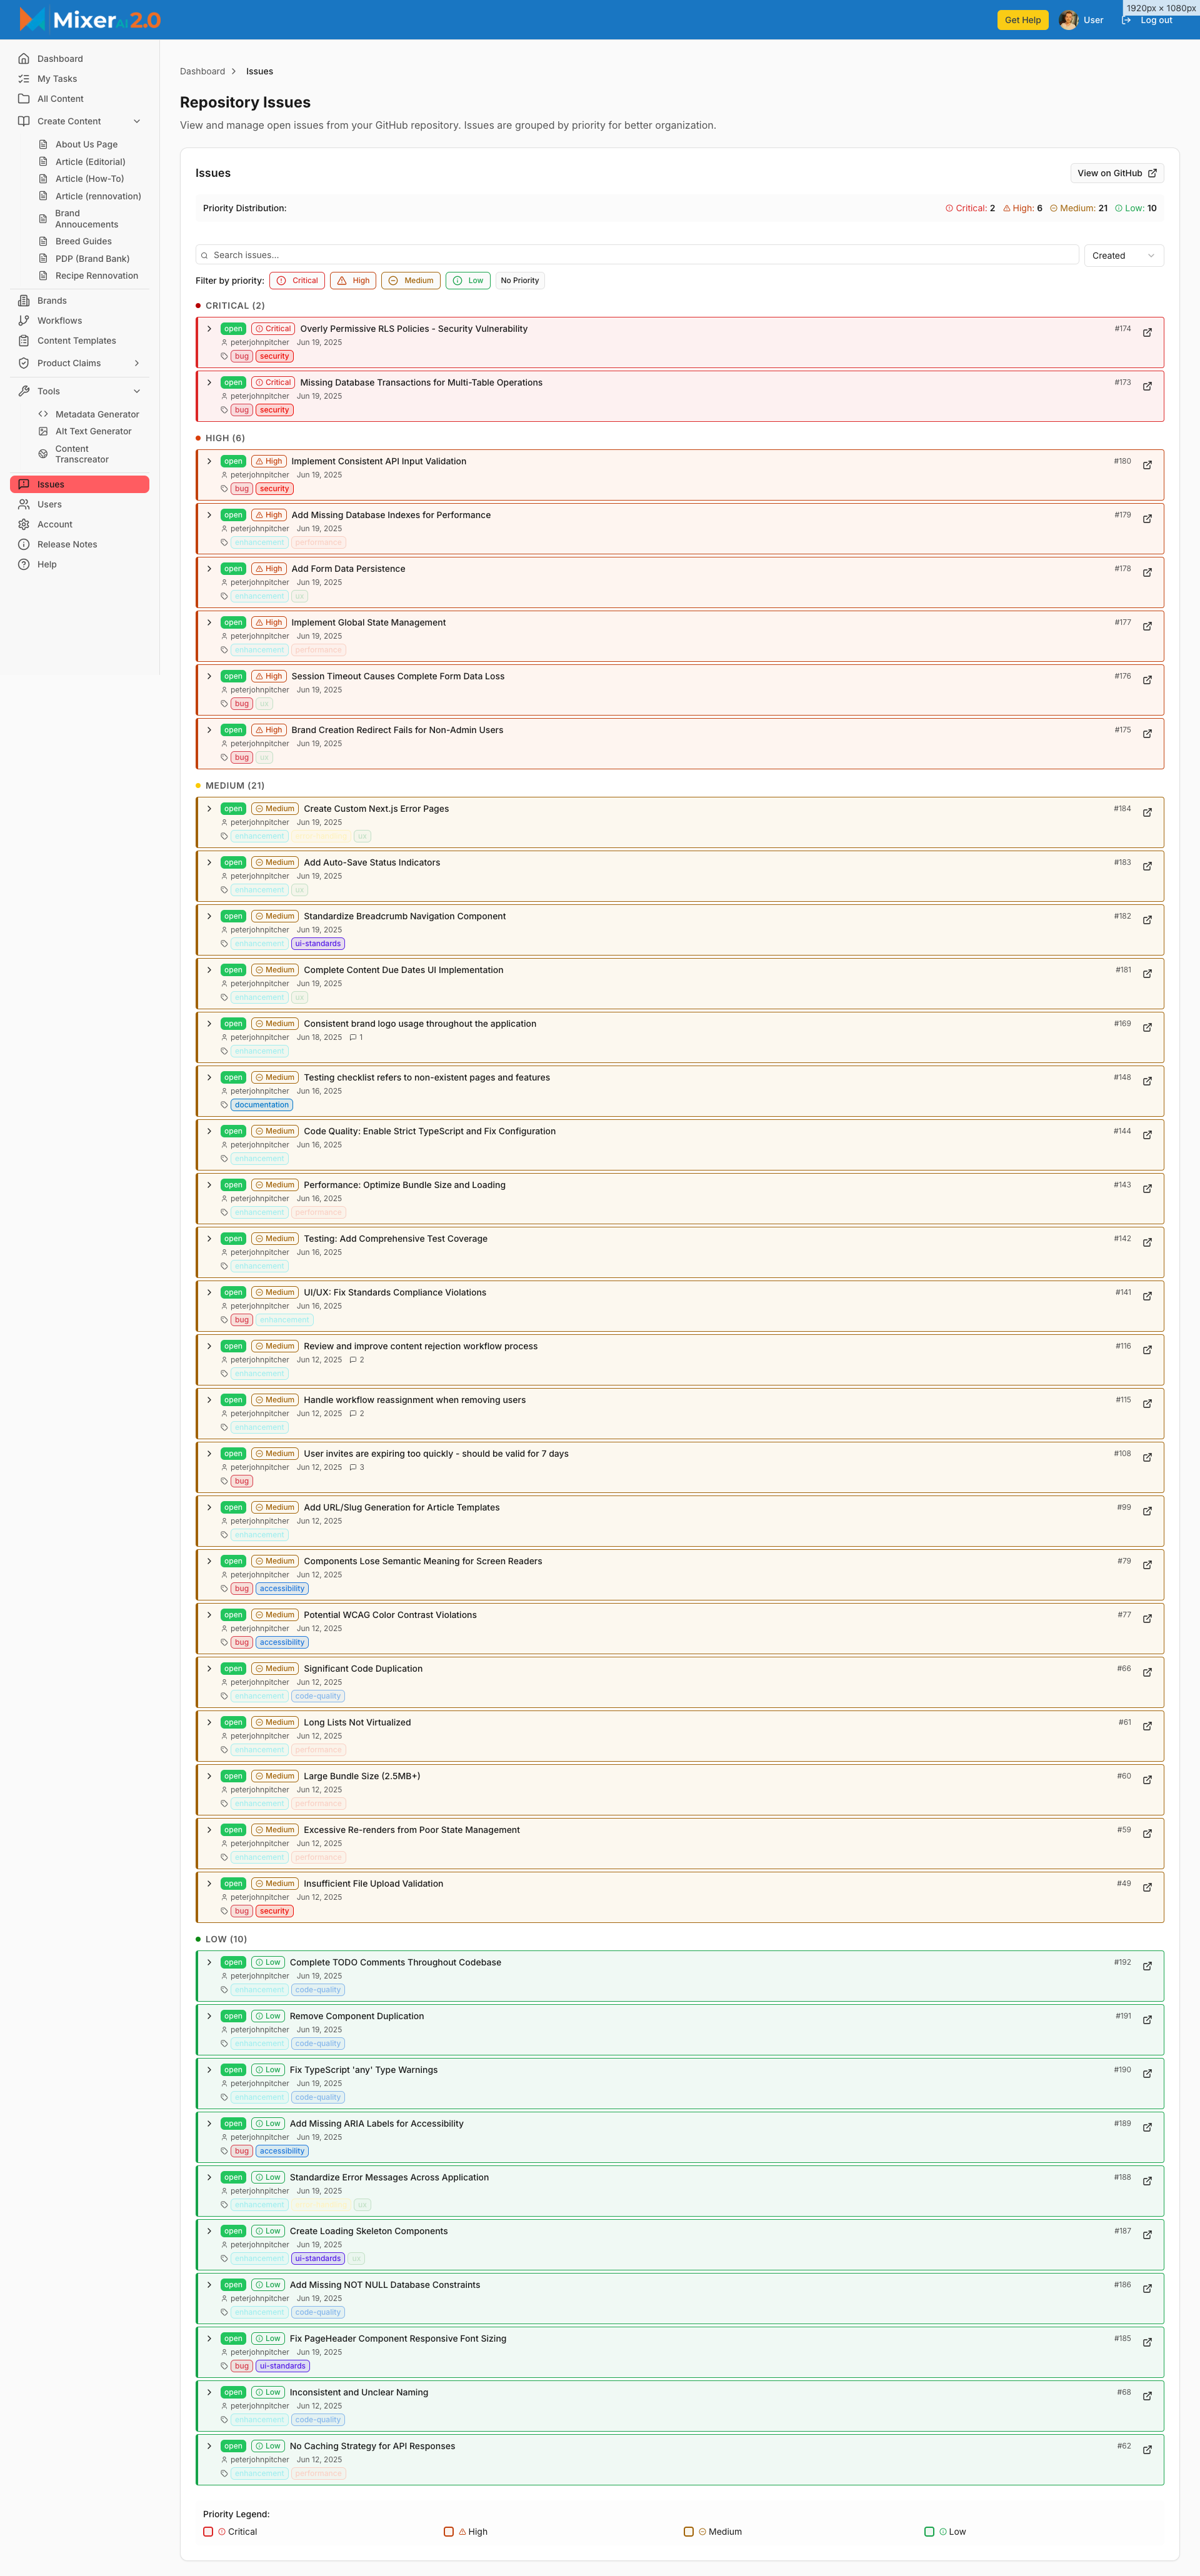 MixerAI 2.0
Get Help
User
Log out
1920px × 1080px
Dashboard
My Tasks
All Content
Create Content
About Us Page
Article (Editorial)
Article (How-To)
Article (rennovation)
Brand
Annoucements
Breed Guides
PDP (Brand Bank)
Recipe Rennovation
Brands
Workflows
Content Templates
Product Claims
Tools
Metadata Generator
Alt Text Generator
Content
Transcreator
Issues
Users
Account
Release Notes
Help
Dashboard > Issues
Repository Issues
View and manage open issues from your GitHub repository. Issues are grouped by priority for better organization.
Issues
View on GitHub
Priority Distribution:
Critical: 2 High: 6 Medium: 21 Low: 10
Search issues...
Created
Filter by priority: Critical High Medium Low No Priority
CRITICAL (2)
open Critical Overly Permissive RLS Policies - Security Vulnerability #174
peterjohnpitcher Jun 19, 2025
bug security
open Critical Missing Database Transactions for Multi-Table Operations #173
peterjohnpitcher Jun 19, 2025
bug security
HIGH (6)
open High Implement Consistent API Input Validation #180
peterjohnpitcher Jun 19, 2025
bug security
open High Add Missing Database Indexes for Performance #179
peterjohnpitcher Jun 19, 2025
enhancement performance
open High Add Form Data Persistence #178
peterjohnpitcher Jun 19, 2025
enhancement ux
open High Implement Global State Management #177
peterjohnpitcher Jun 19, 2025
enhancement performance
open High Session Timeout Causes Complete Form Data Loss #176
peterjohnpitcher Jun 19, 2025
bug ux
open High Brand Creation Redirect Fails for Non-Admin Users #175
peterjohnpitcher Jun 19, 2025
bug ux
MEDIUM (21)
open Medium Create Custom Next.js Error Pages #184
peterjohnpitcher Jun 19, 2025
enhancement ux
open Medium Add Auto-Save Status Indicators #183
peterjohnpitcher Jun 19, 2025
enhancement ux
open Medium Standardize Breadcrumb Navigation Component #182
peterjohnpitcher Jun 19, 2025
enhancement ui-standards
open Medium Complete Content Due Dates UI Implementation #181
peterjohnpitcher Jun 19, 2025
enhancement ux
open Medium Consistent brand logo usage throughout the application #169
peterjohnpitcher Jun 18, 2025 1
enhancement
open Medium Testing checklist refers to non-existent pages and features #148
peterjohnpitcher Jun 16, 2025
documentation
open Medium Code Quality: Enable Strict TypeScript and Fix Configuration #144
peterjohnpitcher Jun 16, 2025
enhancement
open Medium Performance: Optimize Bundle Size and Loading #143
peterjohnpitcher Jun 16, 2025
enhancement performance
open Medium Testing: Add Comprehensive Test Coverage #142
peterjohnpitcher Jun 16, 2025
enhancement
open Medium UI/UX: Fix Standards Compliance Violations #141
peterjohnpitcher Jun 16, 2025
bug enhancement
open Medium Review and improve content rejection workflow process #116
peterjohnpitcher Jun 12, 2025 2
enhancement
open Medium Handle workflow reassignment when removing users #115
peterjohnpitcher Jun 12, 2025 2
enhancement
open Medium User invites are expiring too quickly - should be valid for 7 days #108
peterjohnpitcher Jun 12, 2025 3
bug
open Medium Add URL/Slug Generation for Article Templates #99
peterjohnpitcher Jun 12, 2025
enhancement
open Medium Components Lose Semantic Meaning for Screen Readers #79
peterjohnpitcher Jun 12, 2025
bug accessibility
open Medium Potential WCAG Color Contrast Violations #77
peterjohnpitcher Jun 12, 2025
bug accessibility
open Medium Significant Code Duplication #66
peterjohnpitcher Jun 12, 2025
enhancement code-quality
open Medium Long Lists Not Virtualized #61
peterjohnpitcher Jun 12, 2025
enhancement performance
open Medium Large Bundle Size (2.5MB+) #60
peterjohnpitcher Jun 12, 2025
enhancement performance
open Medium Excessive Re-renders from Poor State Management #59
peterjohnpitcher Jun 12, 2025
enhancement performance
open Medium Insufficient File Upload Validation #49
peterjohnpitcher Jun 12, 2025
bug security
LOW (10)
open Low Complete TODO Comments Throughout Codebase #192
peterjohnpitcher Jun 19, 2025
enhancement code-quality
open Low Remove Component Duplication #191
peterjohnpitcher Jun 19, 2025
enhancement code-quality
open Low Fix TypeScript 'any' Type Warnings #190
peterjohnpitcher Jun 19, 2025
enhancement code-quality
open Low Add Missing ARIA Labels for Accessibility #189
peterjohnpitcher Jun 19, 2025
bug accessibility
open Low Standardize Error Messages Across Application #188
peterjohnpitcher Jun 19, 2025
enhancement ux
open Low Create Loading Skeleton Components #187
peterjohnpitcher Jun 19, 2025
enhancement ui-standards ux
open Low Add Missing NOT NULL Database Constraints #186
peterjohnpitcher Jun 19, 2025
enhancement code-quality
open Low Fix PageHeader Component Responsive Font Sizing #185
peterjohnpitcher Jun 19, 2025
bug ui-standards
open Low Inconsistent and Unclear Naming #68
peterjohnpitcher Jun 12, 2025
enhancement code-quality
open Low No Caching Strategy for API Responses #62
peterjohnpitcher Jun 12, 2025
enhancement performance
Priority Legend:
Critical High Medium Low